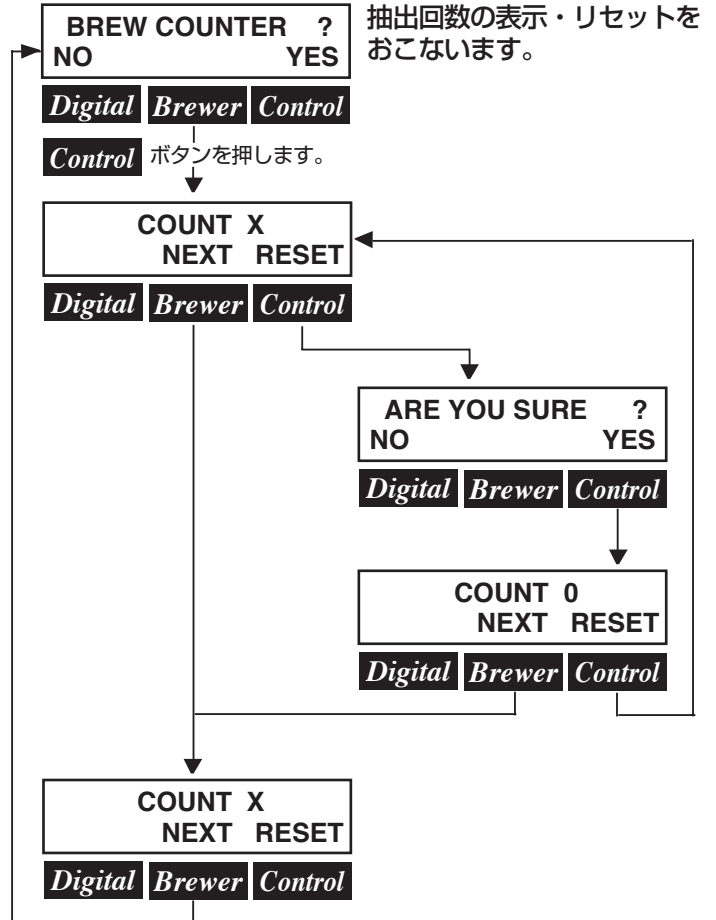 BREW COUNTER ?
NO YES
抽出回数の表示・リセットを
おこないます。
Digital Brewer Control
Control ボタンを押します。
COUNT X
NEXT RESET
Digital Brewer Control
ARE YOU SURE ?
NO YES
Digital Brewer Control
COUNT 0
NEXT RESET
Digital Brewer Control
COUNT X
NEXT RESET
Digital Brewer Control